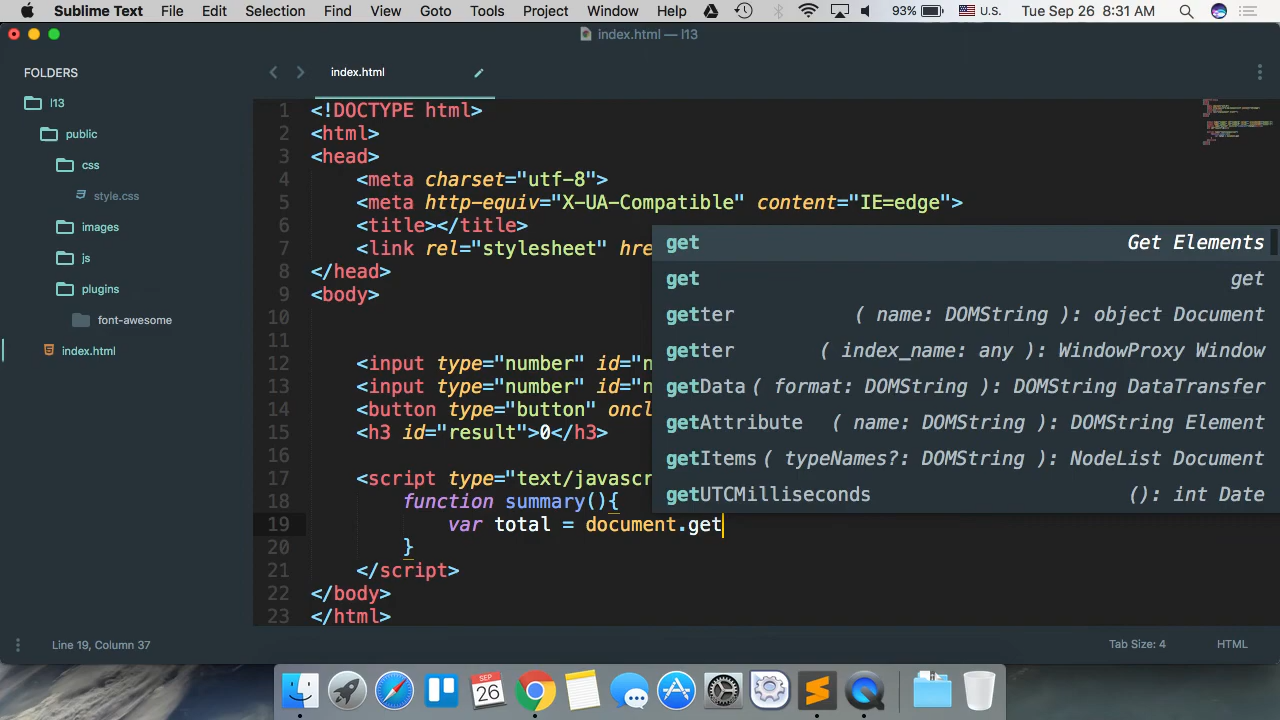 Sublime Text File Edit Selection Find View Goto Tools Project Window Help 93% U.S. Tue Sep 26 8:31 AM
index.html — l13
FOLDERS
l13
public
css
style.css
images
js
plugins
font-awesome
index.html
index.html
1 <!DOCTYPE html>
2 <html>
3 <head>
4 <meta charset="utf-8">
5 <meta http-equiv="X-UA-Compatible" content="IE=edge">
6 <title></title>
7 <link rel="stylesheet" hre
8 </head>
9 <body>
10
11
12 <input type="number" id="n
13 <input type="number" id="n
14 <button type="button" oncl
15 <h3 id="result">0</h3>
16
17 <script type="text/javascr
18 function summary(){
19 var total = document.get
20 }
21 </script>
22 </body>
23 </html>
get Get Elements
get get
getter ( name: DOMString ): object Document
getter ( index_name: any ): WindowProxy Window
getData ( format: DOMString ): DOMString DataTransfer
getAttribute ( name: DOMString ): DOMString Element
getItems ( typeNames?: DOMString ): NodeList Document
getUTCMilliseconds (): int Date
Line 19, Column 37 Tab Size: 4 HTML
SEP
26